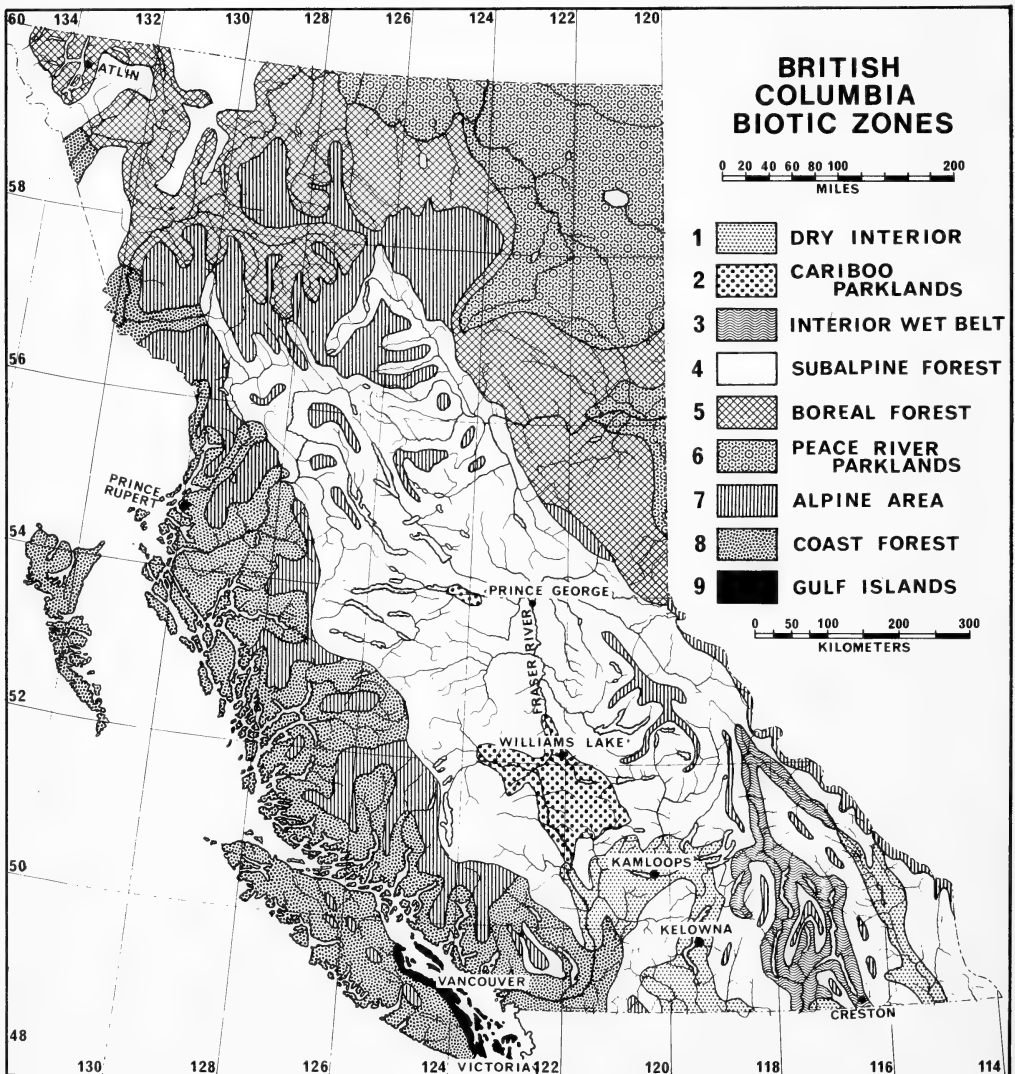 60 134 132 130 128 126 124 122 120
ATLIN
BRITISH
COLUMBIA
BIOTIC ZONES
0 20 40 60 80 100 200
MILES
58
1 DRY INTERIOR
2 CARIBOO
PARKLANDS
3 INTERIOR WET BELT
4 SUBALPINE FOREST
5 BOREAL FOREST
6 PEACE RIVER
PARKLANDS
7 ALPINE AREA
8 COAST FOREST
9 GULF ISLANDS
0 50 100 200 300
KILOMETERS
56
PRINCE
RUPERT
54
PRINCE GEORGE
FRASER RIVER
52
WILLIAMS LAKE
50
KAMLOOPS
KELOWNA
VANCOUVER
CRESTON
48
VICTORIA
130 128 126 124 122 120 118 116 114